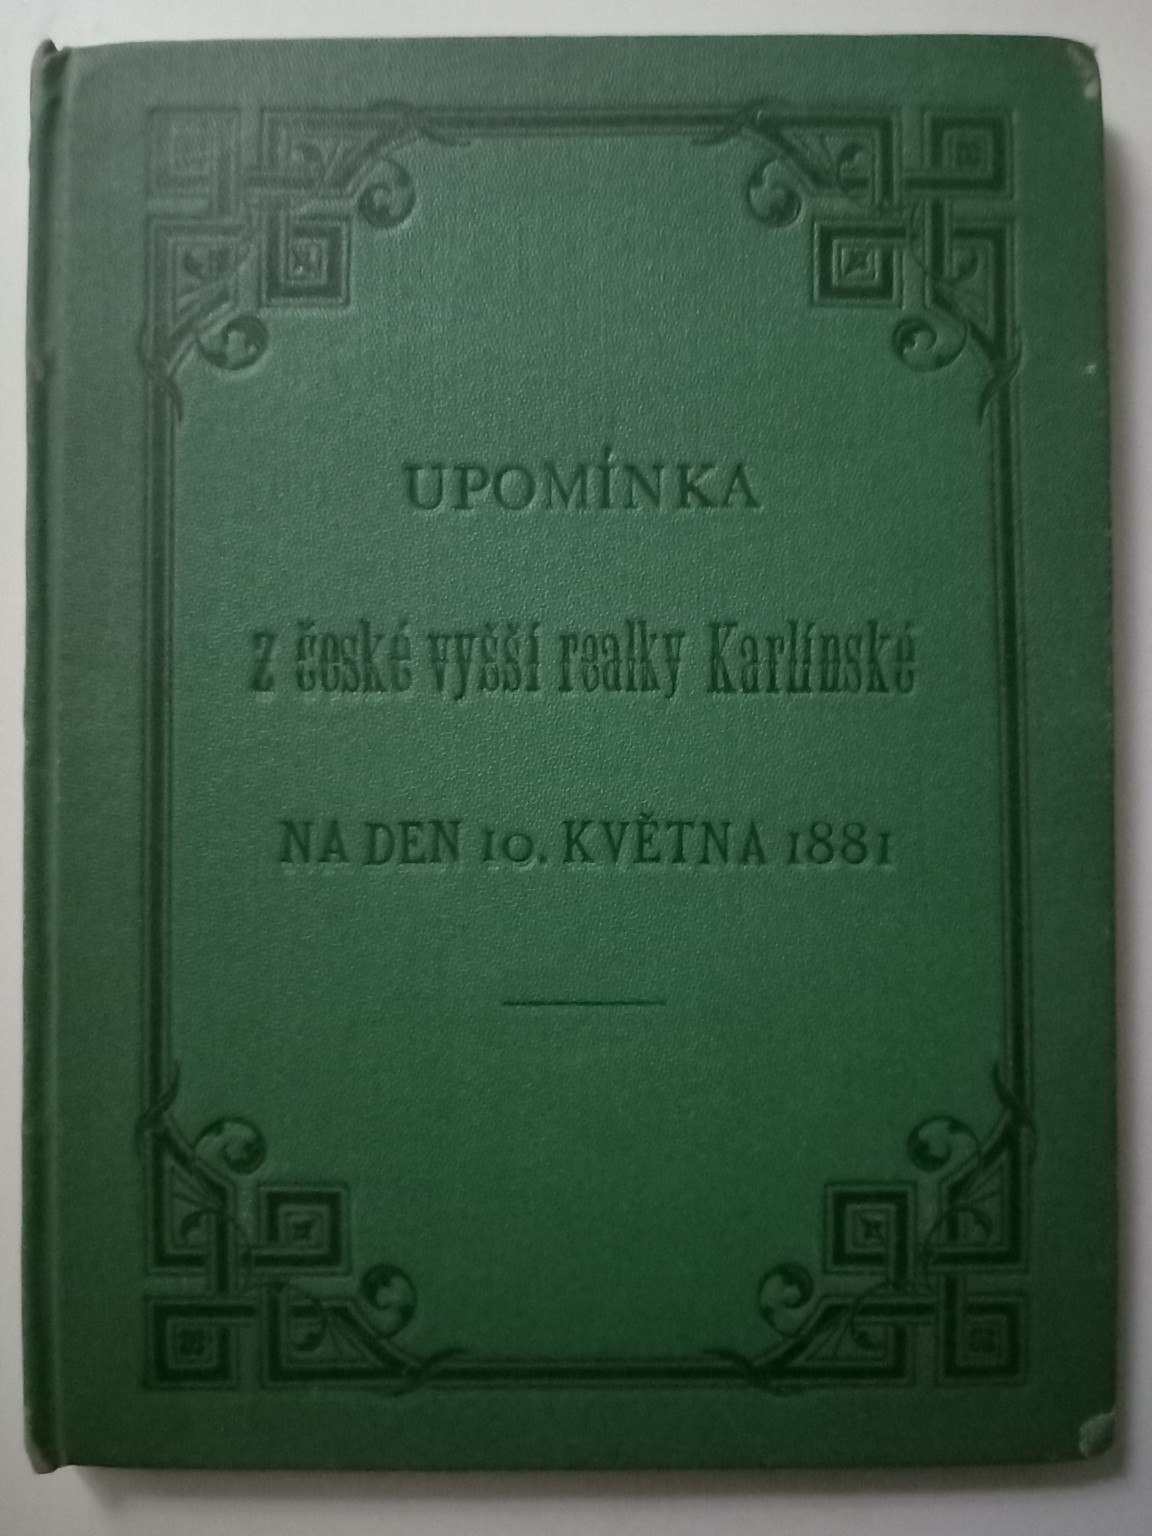 UPOMÍNKA
z české vyšší realky Karlínské
NA DEN 10. KVĚTNA 1881